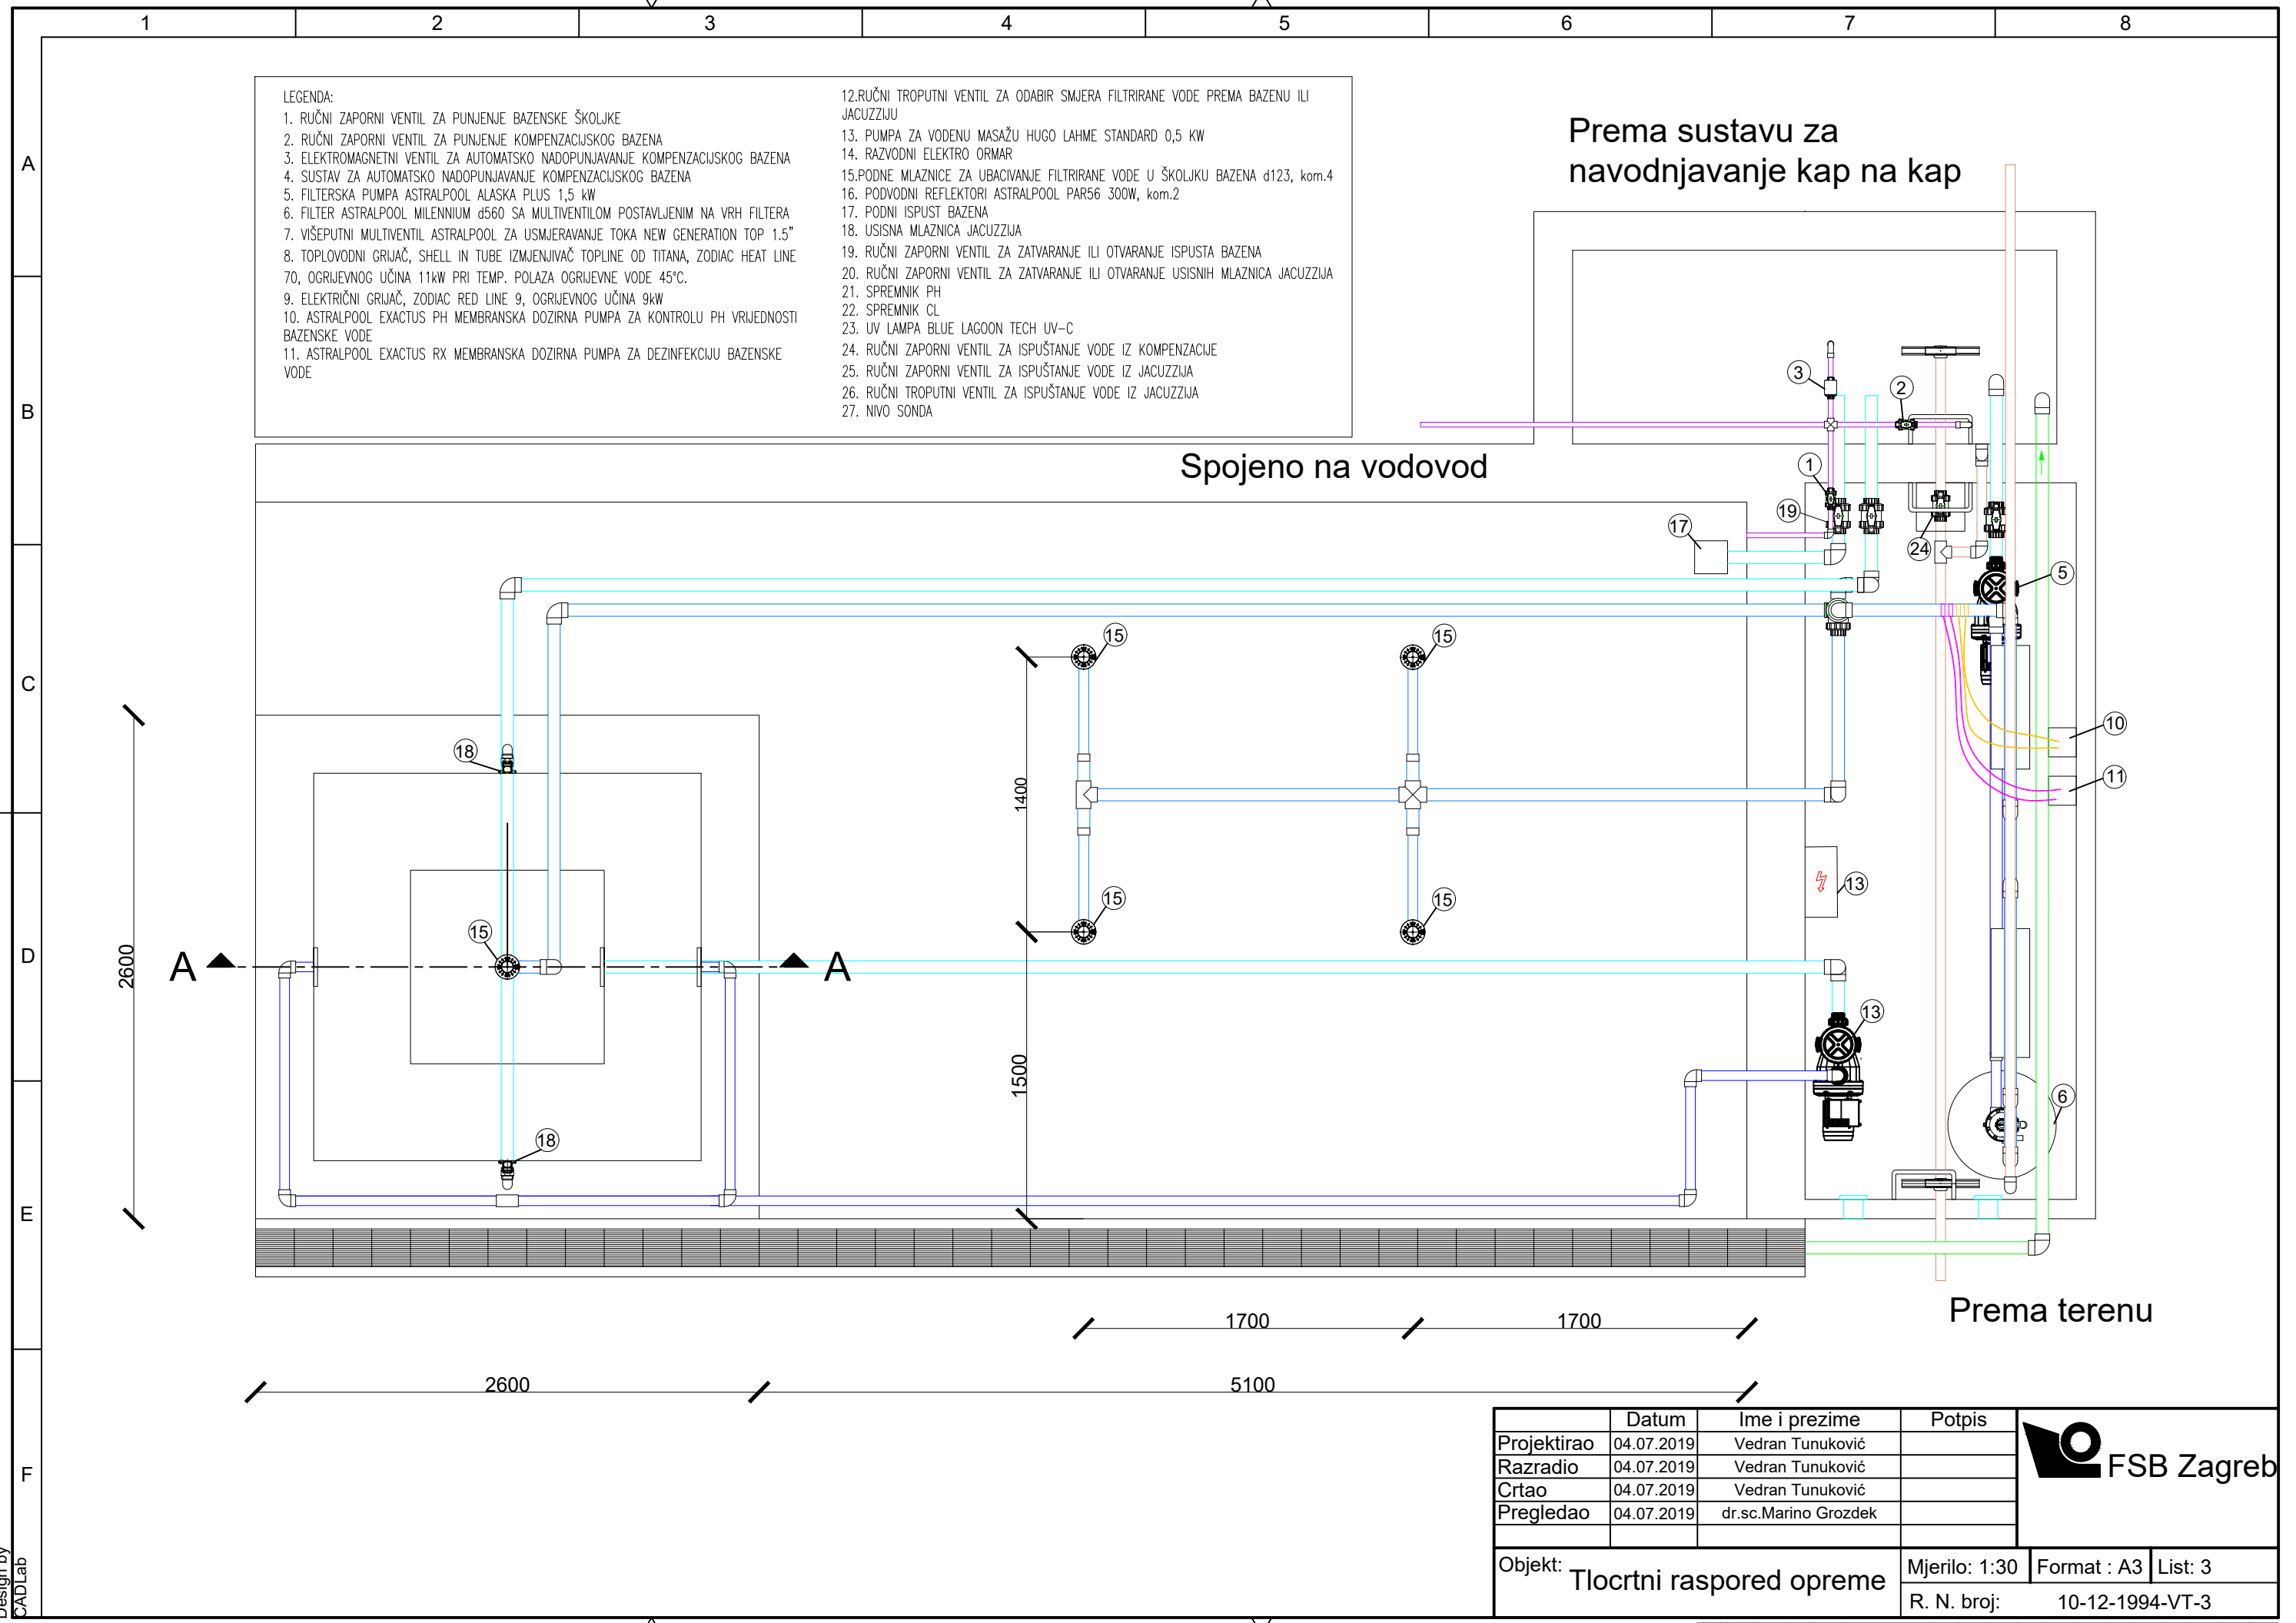 1 2 3 4 5 6 7 8
A
B
C
D
E
F
LEGENDA:
1. RUČNI ZAPORNI VENTIL ZA PUNJENJE BAZENSKE ŠKOLJKE
2. RUČNI ZAPORNI VENTIL ZA PUNJENJE KOMPENZACIJSKOG BAZENA
3. ELEKTROMAGNETNI VENTIL ZA AUTOMATSKO NADOPUNJAVANJE KOMPENZACIJSKOG BAZENA
4. SUSTAV ZA AUTOMATSKO NADOPUNJAVANJE KOMPENZACIJSKOG BAZENA
5. FILTERSKA PUMPA ASTRALPOOL ALASKA PLUS 1,5 kW
6. FILTER ASTRALPOOL MILENNIUM d560 SA MULTIVENTILOM POSTAVLJENIM NA VRH FILTERA
7. VIŠEPUTNI MULTIVENTIL ASTRALPOOL ZA USMJERAVANJE TOKA NEW GENERATION TOP 1.5"
8. TOPLOVODNI GRIJAČ, SHELL IN TUBE IZMJENJIVAČ TOPLINE OD TITANA, ZODIAC HEAT LINE
70, OGRIJEVNOG UČINA 11kW PRI TEMP. POLAZA OGRIJEVNE VODE 45°C.
9. ELEKTRIČNI GRIJAČ, ZODIAC RED LINE 9, OGRIJEVNOG UČINA 9kW
10. ASTRALPOOL EXACTUS PH MEMBRANSKA DOZIRNA PUMPA ZA KONTROLU PH VRIJEDNOSTI
BAZENSKE VODE
11. ASTRALPOOL EXACTUS RX MEMBRANSKA DOZIRNA PUMPA ZA DEZINFEKCIJU BAZENSKE
VODE
12.RUČNI TROPUTNI VENTIL ZA ODABIR SMJERA FILTRIRANE VODE PREMA BAZENU ILI
JACUZZIJU
13. PUMPA ZA VODENU MASAŽU HUGO LAHME STANDARD 0,5 KW
14. RAZVODNI ELEKTRO ORMAR
15.PODNE MLAZNICE ZA UBACIVANJE FILTRIRANE VODE U ŠKOLJKU BAZENA d123, kom.4
16. PODVODNI REFLEKTORI ASTRALPOOL PAR56 300W, kom.2
17. PODNI ISPUST BAZENA
18. USISNA MLAZNICA JACUZZIJA
19. RUČNI ZAPORNI VENTIL ZA ZATVARANJE ILI OTVARANJE ISPUSTA BAZENA
20. RUČNI ZAPORNI VENTIL ZA ZATVARANJE ILI OTVARANJE USISNIH MLAZNICA JACUZZIJA
21. SPREMNIK PH
22. SPREMNIK CL
23. UV LAMPA BLUE LAGOON TECH UV-C
24. RUČNI ZAPORNI VENTIL ZA ISPUŠTANJE VODE IZ KOMPENZACIJE
25. RUČNI ZAPORNI VENTIL ZA ISPUŠTANJE VODE IZ JACUZZIJA
26. RUČNI TROPUTNI VENTIL ZA ISPUŠTANJE VODE IZ JACUZZIJA
27. NIVO SONDA
Prema sustavu za
navodnjavanje kap na kap
3
2
Spojeno na vodovod
1
19
17
24
5
15
15
10
18
11
1400
13
15
15
15
2600
A
A
13
1500
6
18
Prema terenu
1700
1700
2600
5100
Datum Ime i prezime Potpis
Projektirao 04.07.2019 Vedran Tunuković
Razradio 04.07.2019 Vedran Tunuković
Crtao 04.07.2019 Vedran Tunuković
Pregledao 04.07.2019 dr.sc.Marino Grozdek
FSB Zagreb
Objekt: Tlocrtni raspored opreme
Mjerilo: 1:30 Format : A3 List: 3
R. N. broj: 10-12-1994-VT-3
Design by
CADLab